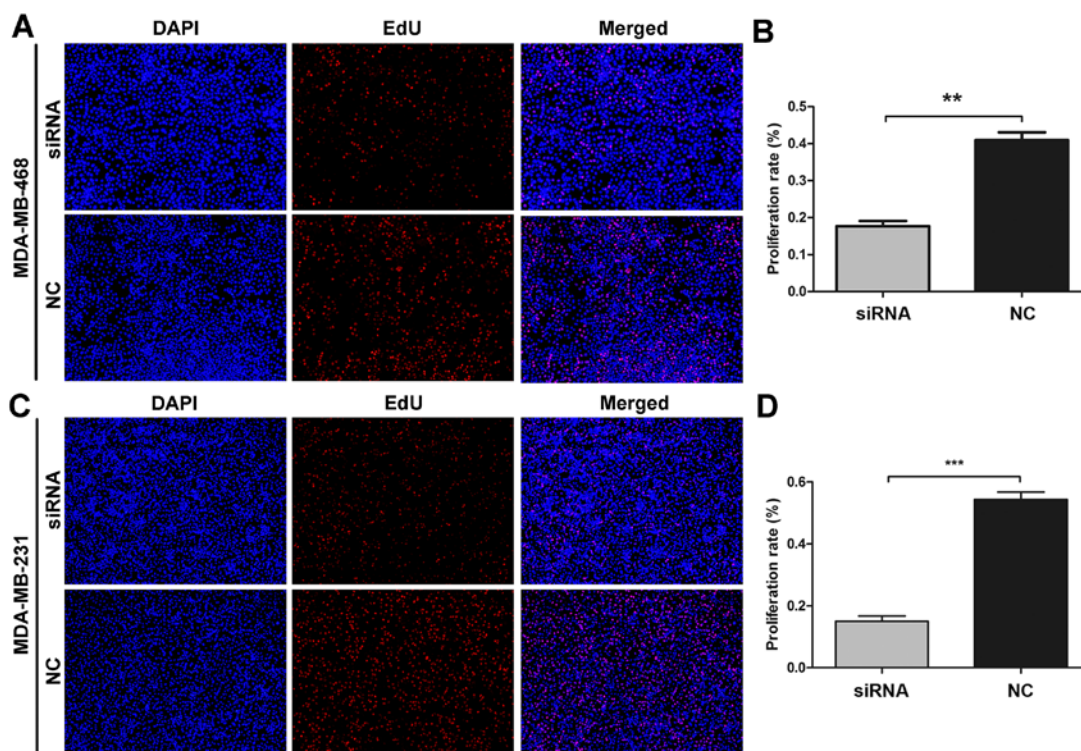 A
DAPI EdU Merged
MDA-MB-468
siRNA
NC
B
**
Proliferation rate (%)
0.5
0.4
0.3
0.2
0.1
0.0
siRNA NC
C
DAPI EdU Merged
MDA-MB-231
siRNA
NC
D
***
Proliferation rate (%)
0.6
0.4
0.2
0.0
siRNA NC